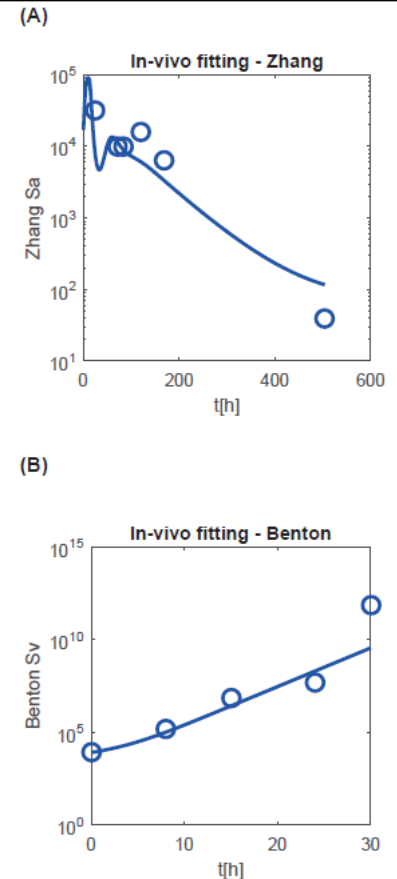 (A)
In-vivo fitting - Zhang
10^5
10^4
10^3
10^2
10^1
Zhang Sa
0 200 400 600
t[h]
(B)
In-vivo fitting - Benton
10^15
10^10
10^5
10^0
Benton Sv
0 10 20 30
t[h]